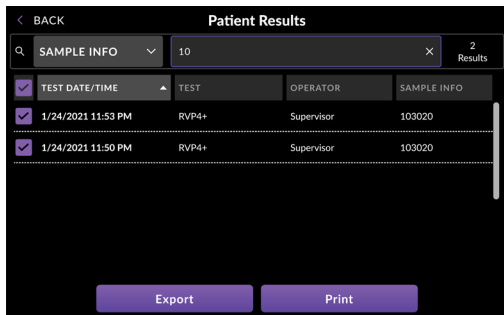 BACK Patient Results
SAMPLE INFO 10 2 Results
TEST DATE/TIME TEST OPERATOR SAMPLE INFO
1/24/2021 11:53 PM RVP4+ Supervisor 103020
1/24/2021 11:50 PM RVP4+ Supervisor 103020
Export Print